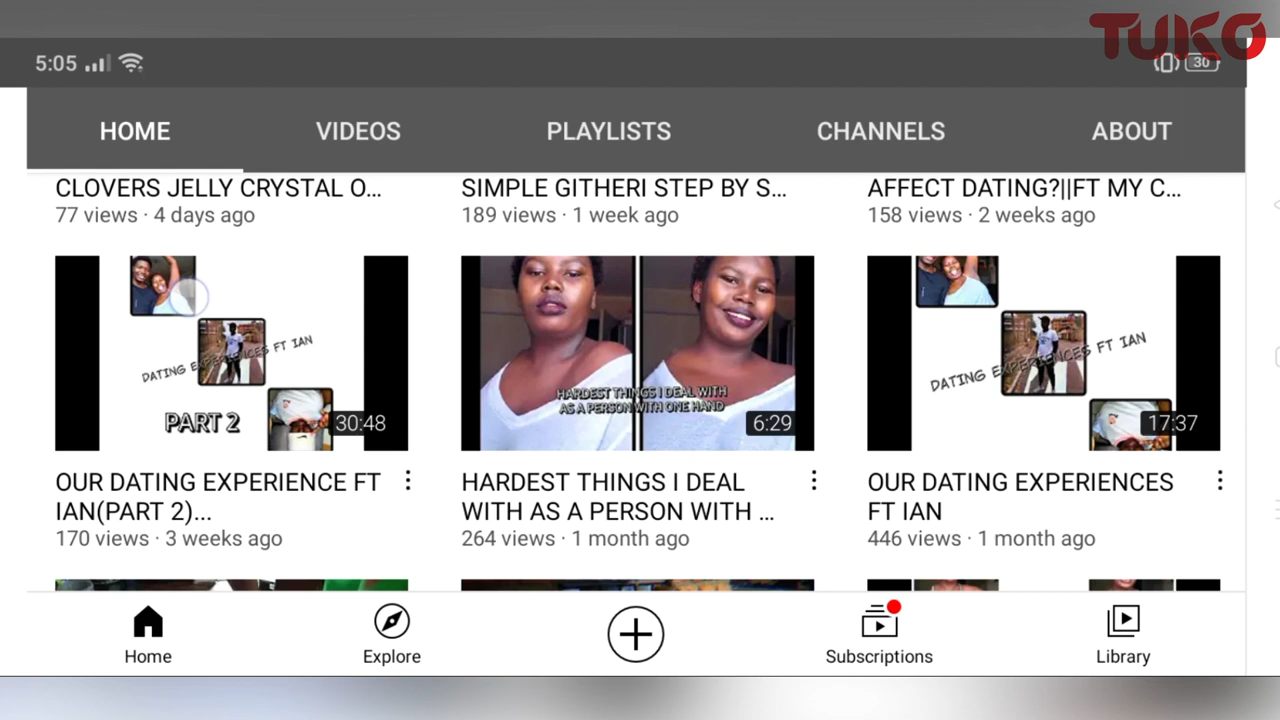 TUKO
5:05
30
HOME VIDEOS PLAYLISTS CHANNELS ABOUT
CLOVERS JELLY CRYSTAL O... SIMPLE GITHERI STEP BY S... AFFECT DATING?||FT MY C...
77 views · 4 days ago 189 views · 1 week ago 158 views · 2 weeks ago
DATING EXPERIENCES FT IAN
PART 2
30:48
HARDEST THINGS I DEAL WITH
AS A PERSON WITH ONE HAND
6:29
DATING EXPERIENCES FT IAN
17:37
OUR DATING EXPERIENCE FT
IAN(PART 2)...
170 views · 3 weeks ago
HARDEST THINGS I DEAL
WITH AS A PERSON WITH ...
264 views · 1 month ago
OUR DATING EXPERIENCES
FT IAN
446 views · 1 month ago
Home Explore Subscriptions Library